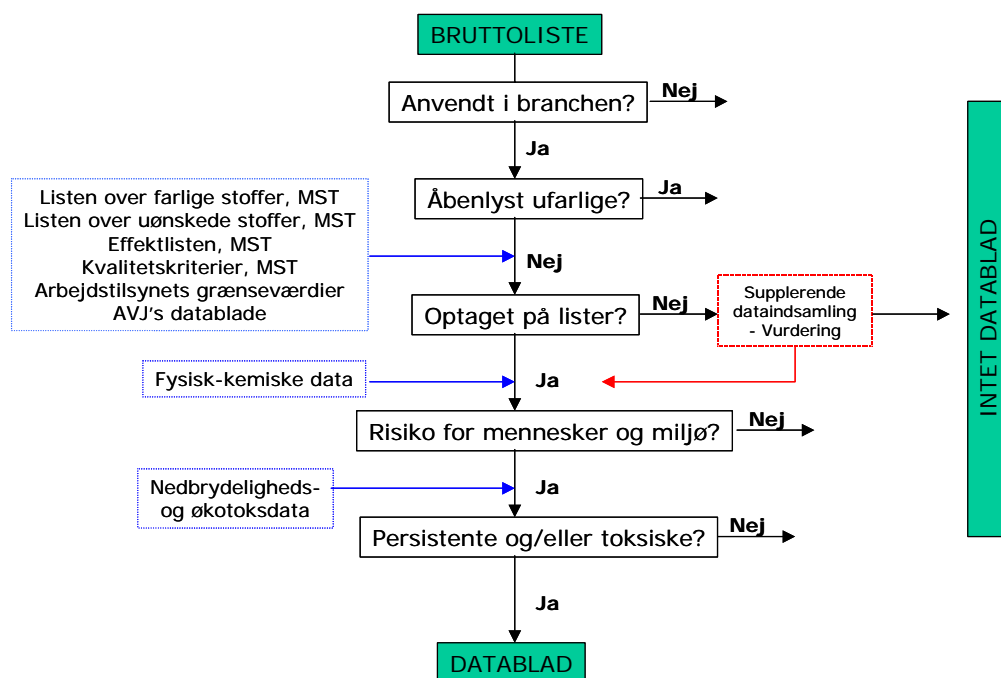 BRUTTOLISTE
Anvendt i branchen?
Nej
Ja
Åbenlyst ufarlige?
Ja
Listen over farlige stoffer, MST
Listen over uønskede stoffer, MST
Effektlisten, MST
Kvalitetskriterier, MST
Arbejdstilsynets grænseværdier
AVJ's datablade
Nej
Optaget på lister?
Nej
Supplerende
dataindsamling
- Vurdering
INTET DATABLAD
Fysisk-kemiske data
Ja
Risiko for mennesker og miljø?
Nej
Nedbrydeligheds-
og økotoksdata
Ja
Persistente og/eller toksiske?
Nej
Ja
DATABLAD